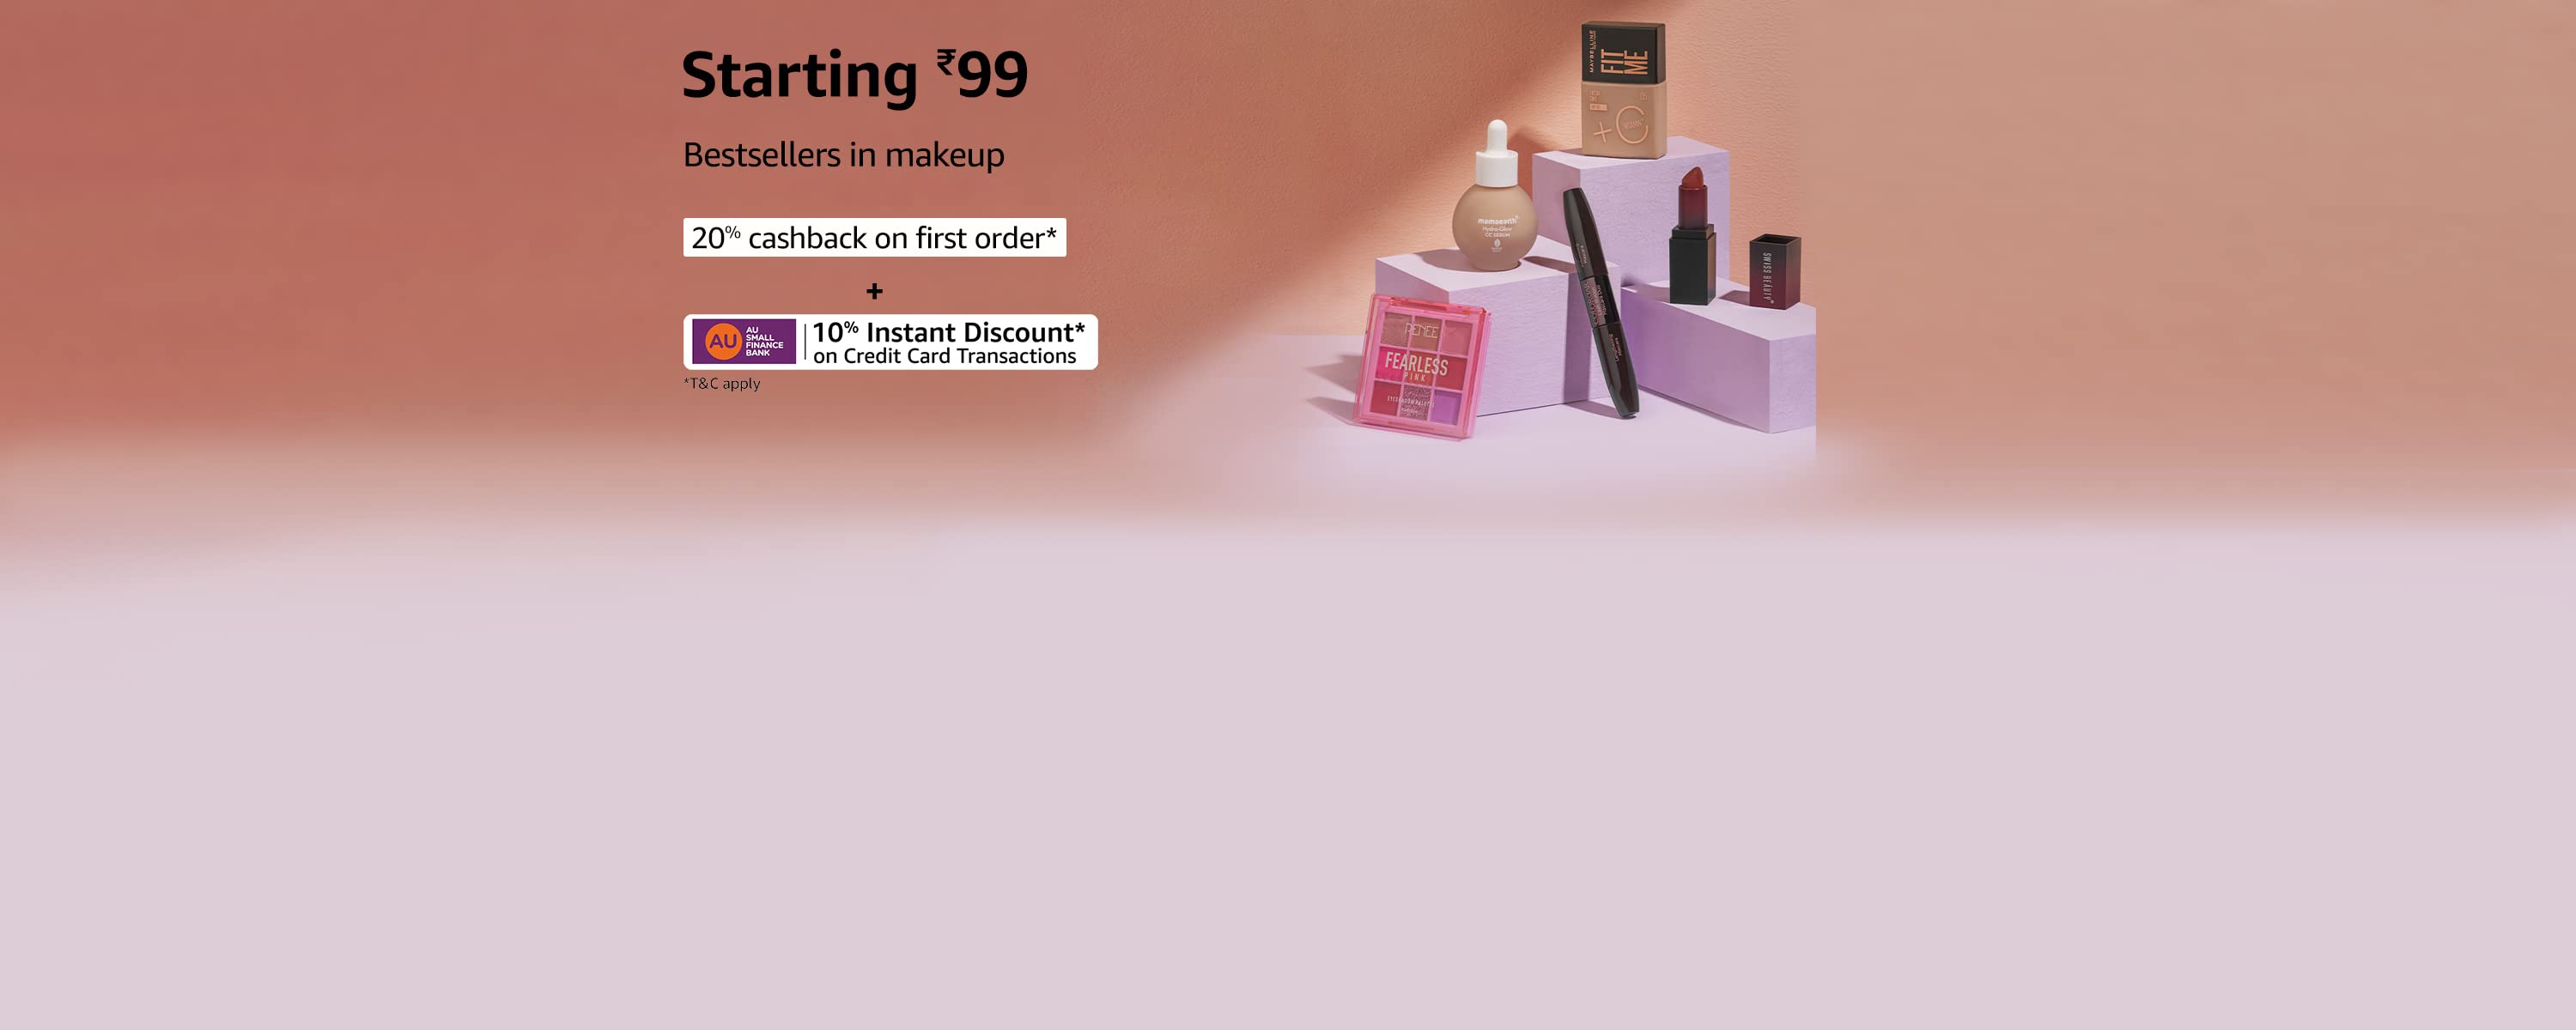 Starting ₹99
Bestsellers in makeup
20% cashback on first order*
+
AU
AU
SMALL
FINANCE
BANK
10% Instant Discount*
on Credit Card Transactions
*T&C apply
MAYBELLINE
FIT
ME
+C
mamaearth
Hydra-Glow
CC SERUM
SWISS BEAUTY
RENEE
FEARLESS
PINK
EYESHADOW PALETTE